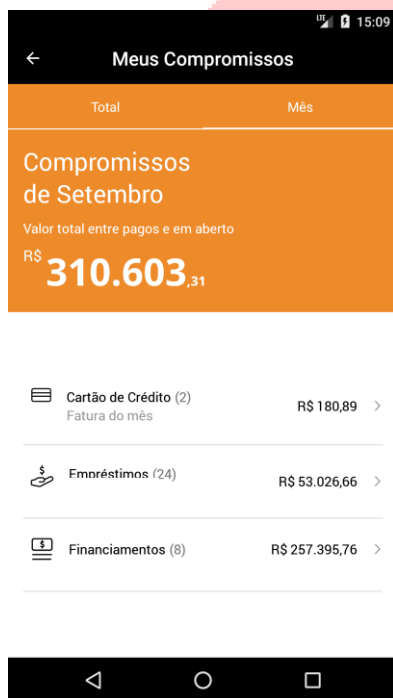 LTE 15:09
Meus Compromissos
Total Mês
Compromissos
de Setembro
Valor total entre pagos e em aberto
R$ 310.603,31
Cartão de Crédito (2)
Fatura do mês
R$ 180,89
Empréstimos (24)
R$ 53.026,66
Financiamentos (8)
R$ 257.395,76